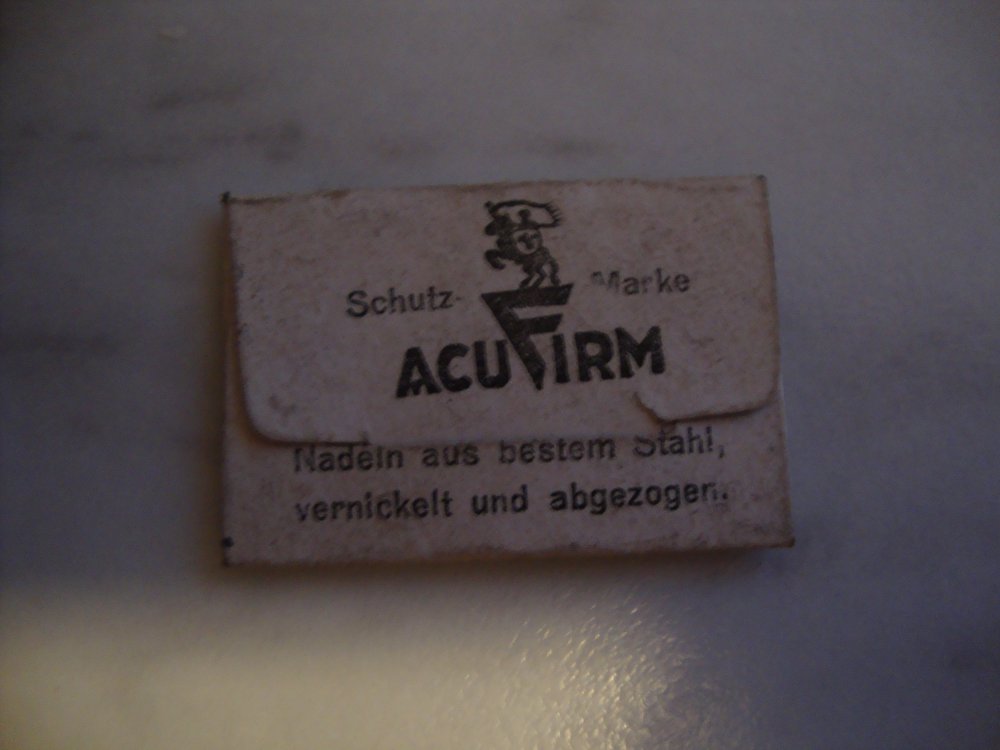 Schutz- Marke
ACUFIRM
Nadeln aus bestem Stahl,
vernickelt und abgezogen.